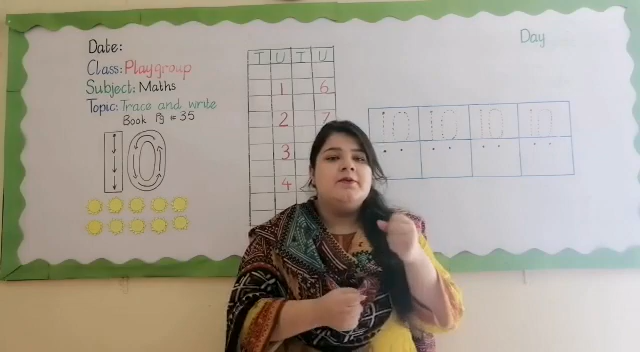 Date:
Day
Class: Playgroup
Subject: Maths
Topic: Trace and write
Book Pg # 35
10
T U T U
1 6
2 7
3
4
10 10 10 10